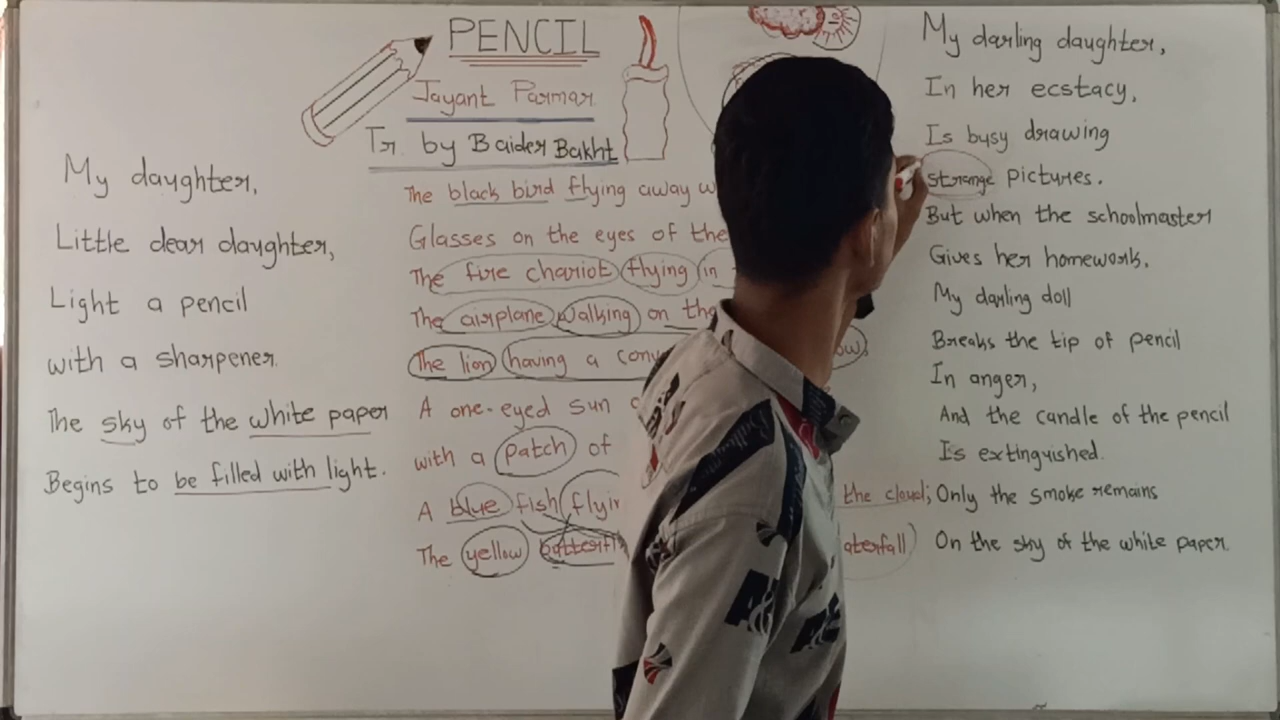 PENCIL
Jayant Parmar
Tr. by Baider Bakht
My daughter,
Little dear daughter,
Light a pencil
with a sharpener.
The sky of the white paper
Begins to be filled with light.
The black bird flying away
Glasses on the eyes of the
The fire chariot flying in
The airplane walking on the
The lion having a
A one-eyed sun
with a patch of
A blue fish
the cloud;
The yellow
My darling daughter,
In her ecstacy,
Is busy drawing
strange pictures.
But when the schoolmaster
Gives her homework,
My darling doll
Breaks the tip of pencil
In anger,
And the candle of the pencil
Is extinguished.
Only the smoke remains
On the sky of the white paper.